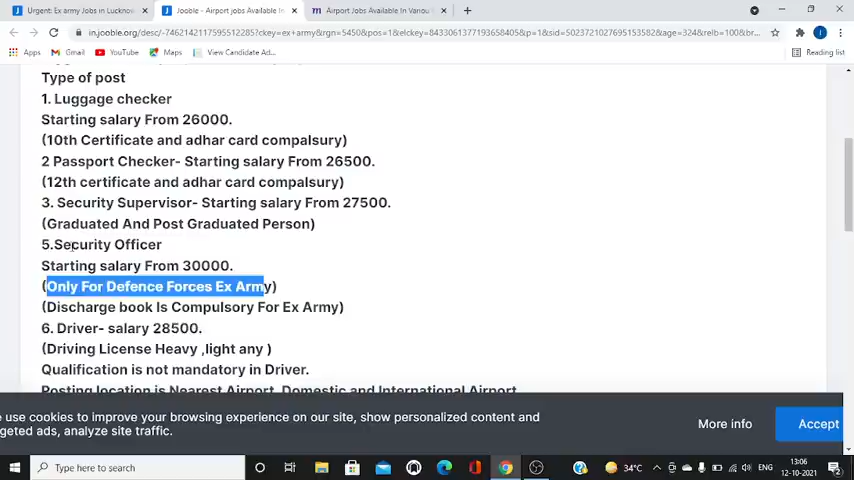 Urgent: Ex army Jobs in Lucknow
Jooble - Airport jobs Available In
Airport Jobs Available In Variou
in.jooble.org/desc/-7462142117595512285?ckey=ex+army&rgn=5450&pos=1&elckey=8433061377193658405&p=1&sid=5023721027695153582&age=324&relb=100&br...
Apps
Gmail
YouTube
Maps
View Candidate Ad...
Reading list
Type of post
1. Luggage checker
Starting salary From 26000.
(10th Certificate and adhar card compalsury)
2 Passport Checker- Starting salary From 26500.
(12th certificate and adhar card compalsury)
3. Security Supervisor- Starting salary From 27500.
(Graduated And Post Graduated Person)
5.Security Officer
Starting salary From 30000.
(Only For Defence Forces Ex Army)
(Discharge book Is Compulsory For Ex Army)
6. Driver- salary 28500.
(Driving License Heavy ,light any )
Qualification is not mandatory in Driver.
Posting location is Nearest Airport, Domestic and International Airport
e use cookies to improve your browsing experience on our site, show personalized content and
geted ads, analyze site traffic.
More info
Accept
Type here to search
34°C
ENG
13:06
12-10-2021